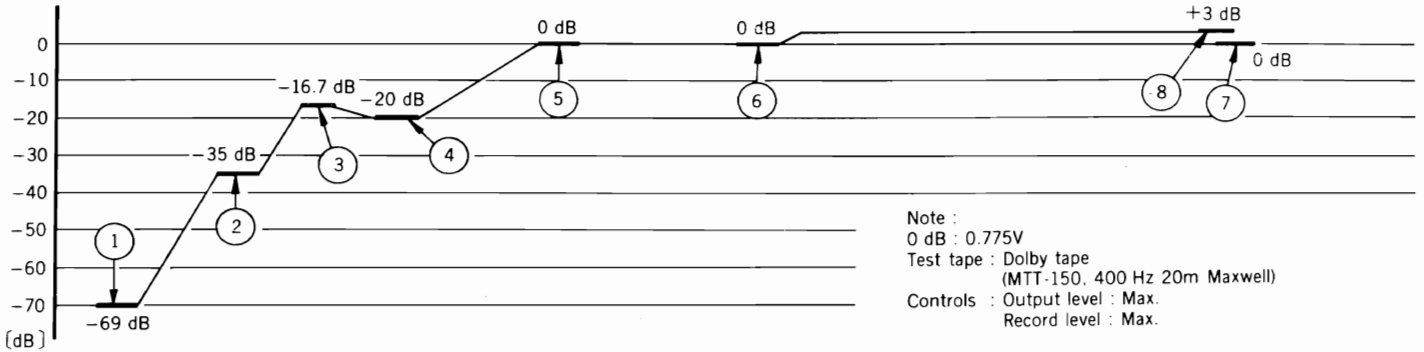 +3 dB
0 dB
0 dB
0
0 dB
-10
-16.7 dB
8
7
-20 dB
5
6
-20
3
4
-30
-35 dB
-40
Note :
0 dB : 0.775V
Test tape : Dolby tape
(MTT-150, 400 Hz 20m Maxwell)
Controls : Output level : Max.
Record level : Max.
-50
1
2
-60
-70
-69 dB
[dB]